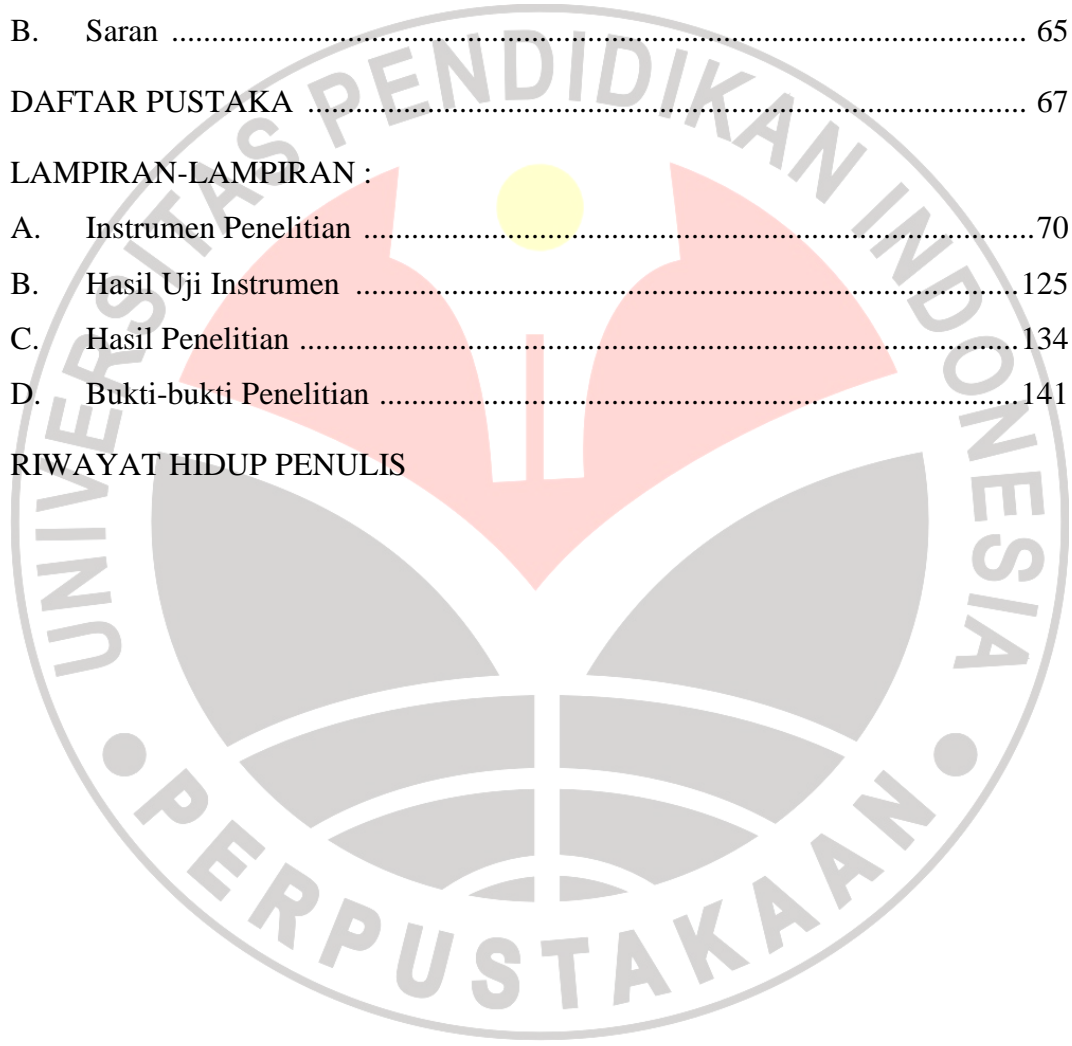 B. Saran ........................................................................................................... 65
DAFTAR PUSTAKA .......................................................................................... 67
LAMPIRAN-LAMPIRAN :
A. Instrumen Penelitian ....................................................................................70
B. Hasil Uji Instrumen ...................................................................................125
C. Hasil Penelitian ..........................................................................................134
D. Bukti-bukti Penelitian ................................................................................141
RIWAYAT HIDUP PENULIS
UNIVERSITAS PENDIDIKAN INDONESIA
PERPUSTAKAAN